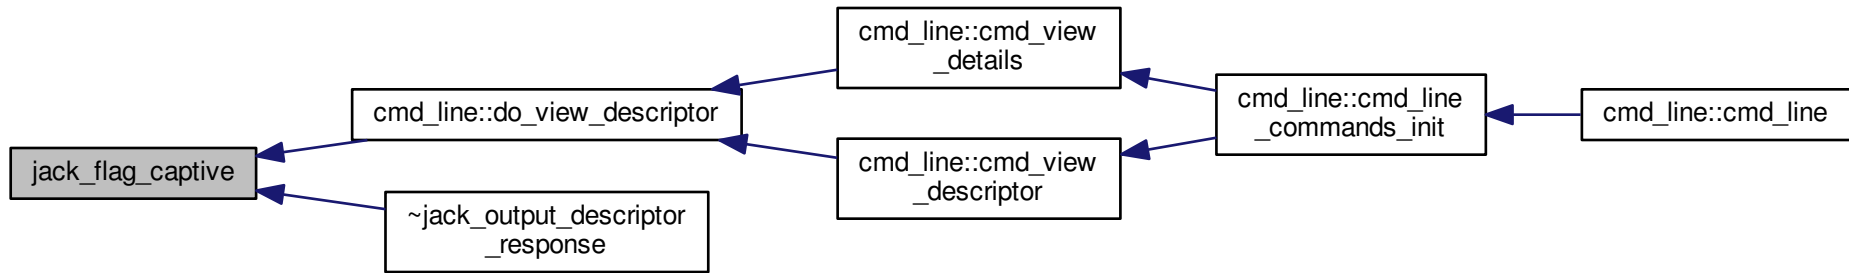 jack_flag_captive
cmd_line::do_view_descriptor
~jack_output_descriptor
_response
cmd_line::cmd_view
_details
cmd_line::cmd_view
_descriptor
cmd_line::cmd_line
_commands_init
cmd_line::cmd_line